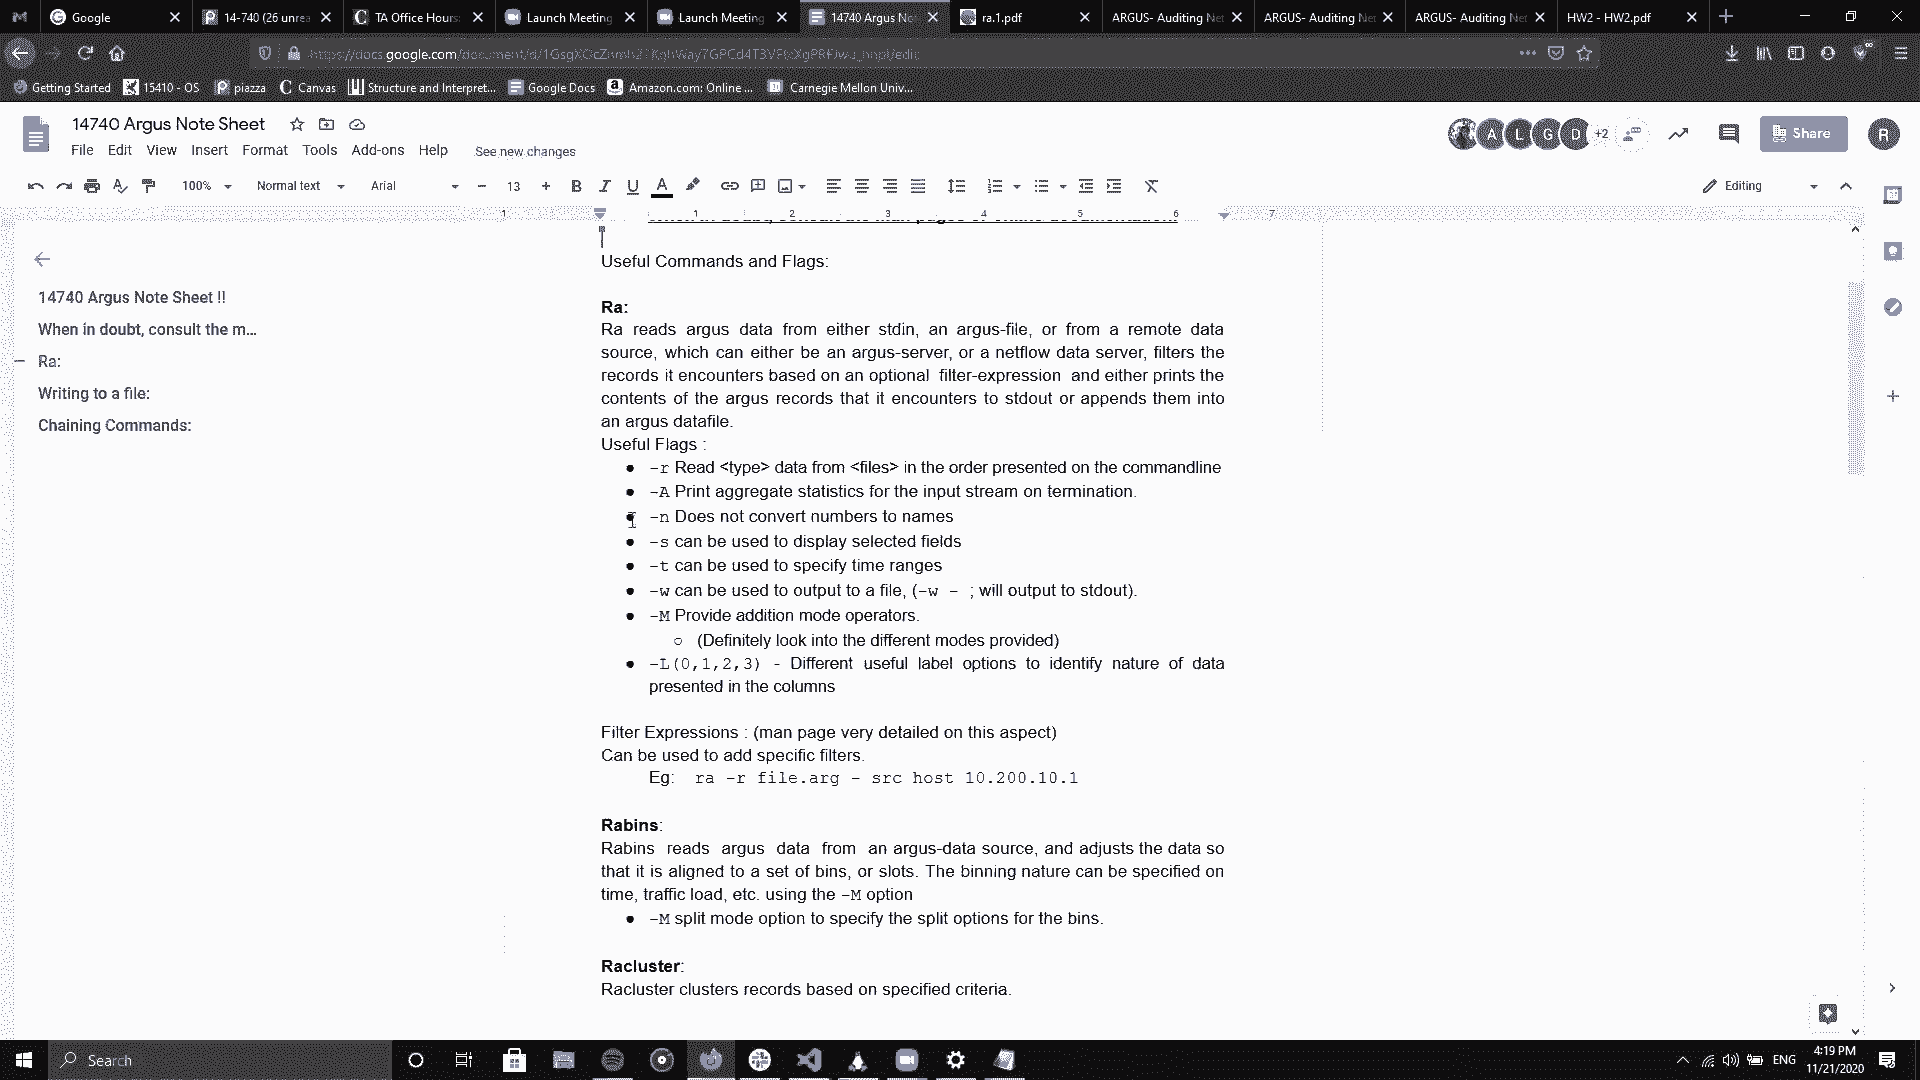 Google
14-740 (26 unrea
TA Office Hours:
Launch Meeting
Launch Meeting
14740 Argus No
ra.1.pdf
ARGUS- Auditing Net
ARGUS- Auditing Net
ARGUS- Auditing Net
HW2 - HW2.pdf
Getting Started
15410 - OS
piazza
Canvas
Structure and Interpret...
Google Docs
Amazon.com: Online ...
Carnegie Mellon Univ...
14740 Argus Note Sheet
File Edit View Insert Format Tools Add-ons Help See new changes
A L G D +2
Share
R
100% Normal text Arial 13
Editing
1 1 2 3 4 5 6 7
14740 Argus Note Sheet !!
When in doubt, consult the m...
Ra:
Writing to a file:
Chaining Commands:
Useful Commands and Flags:
Ra:
Ra reads argus data from either stdin, an argus-file, or from a remote data
source, which can either be an argus-server, or a netflow data server, filters the
records it encounters based on an optional filter-expression and either prints the
contents of the argus records that it encounters to stdout or appends them into
an argus datafile.
Useful Flags :
● -r Read <type> data from <files> in the order presented on the commandline
● -A Print aggregate statistics for the input stream on termination.
● -n Does not convert numbers to names
● -s can be used to display selected fields
● -t can be used to specify time ranges
● -w can be used to output to a file, (-w - ; will output to stdout).
● -M Provide addition mode operators.
○ (Definitely look into the different modes provided)
● -L(0,1,2,3) - Different useful label options to identify nature of data
presented in the columns
Filter Expressions : (man page very detailed on this aspect)
Can be used to add specific filters.
Eg: ra -r file.arg - src host 10.200.10.1
Rabins:
Rabins reads argus data from an argus-data source, and adjusts the data so
that it is aligned to a set of bins, or slots. The binning nature can be specified on
time, traffic load, etc. using the -M option
● -M split mode option to specify the split options for the bins.
Racluster:
Racluster clusters records based on specified criteria.
Search
ENG
4:19 PM
11/21/2020